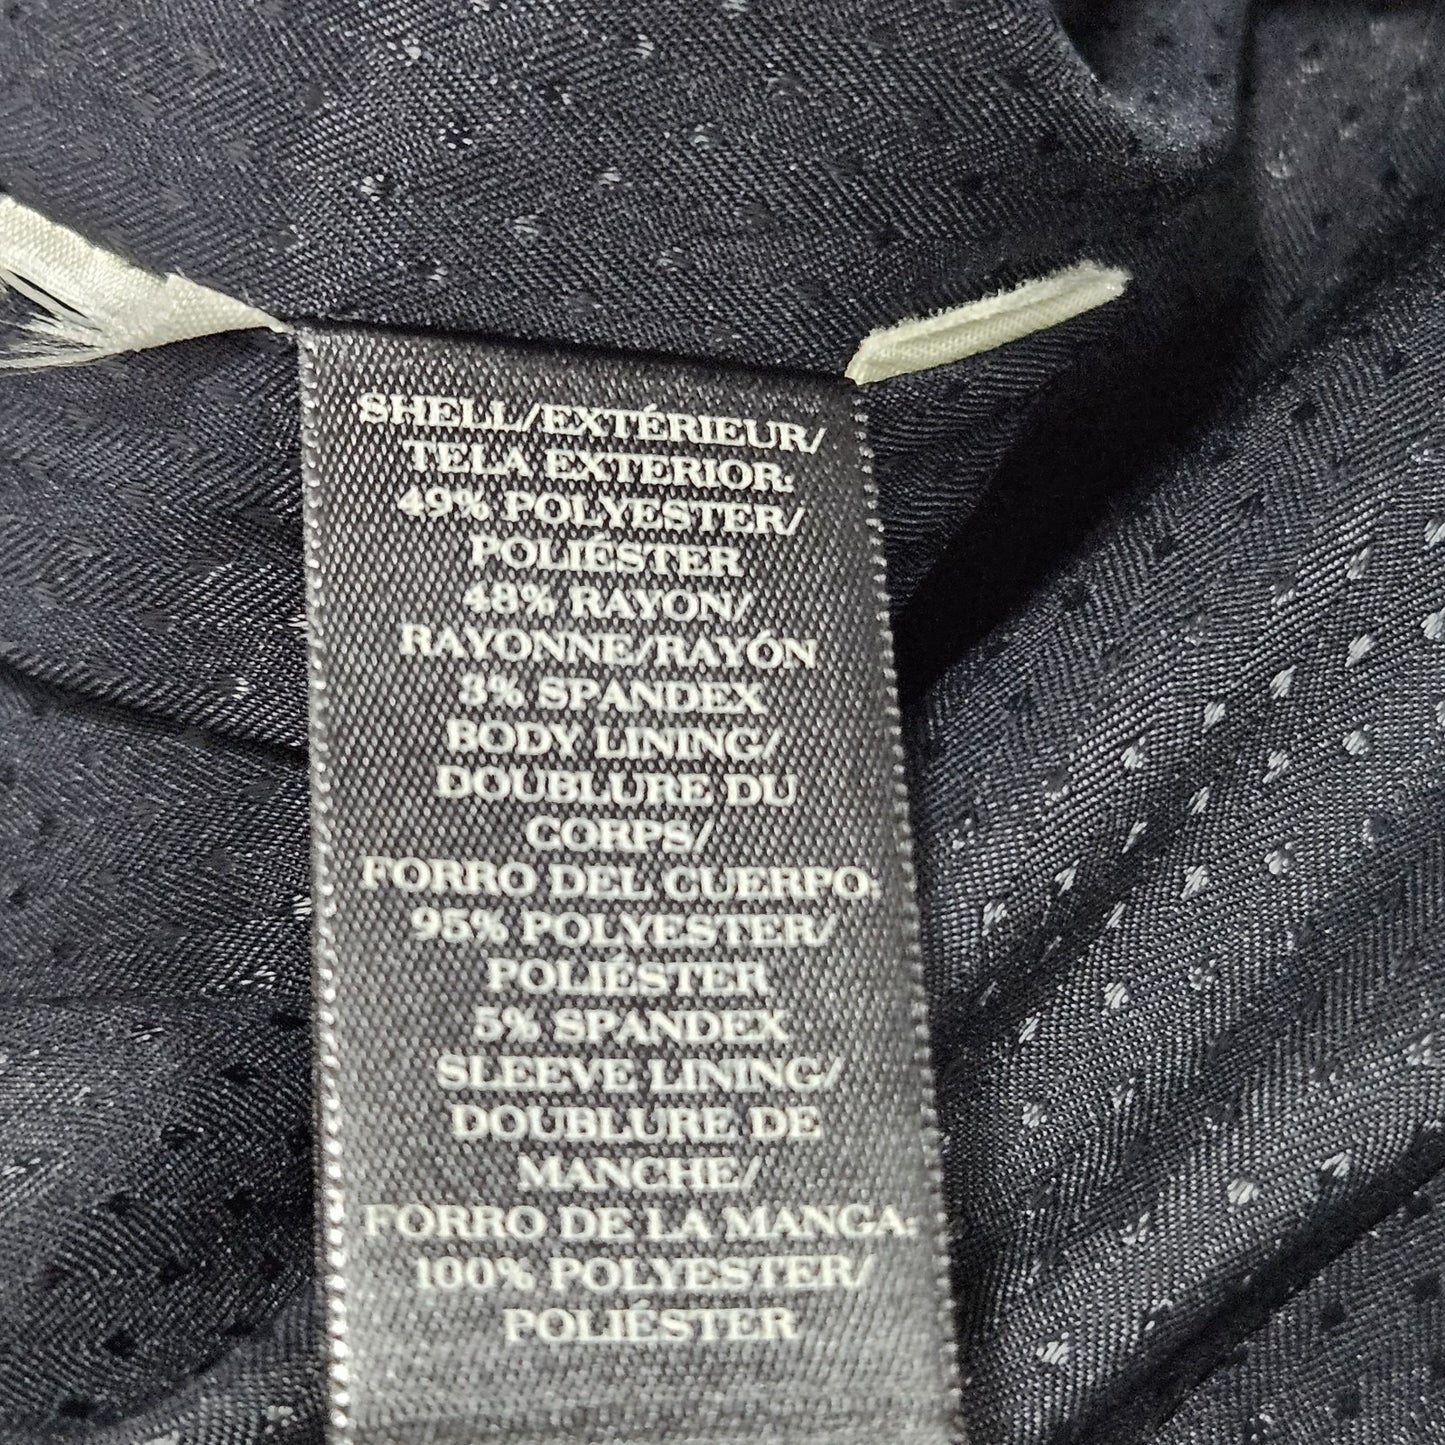 SHELL/EXTÉRIEUR/
TELA EXTERIOR:
49% POLYESTER/
POLIÉSTER
48% RAYON/
RAYONNE/RAYÓN
3% SPANDEX
BODY LINING/
DOUBLURE DU
CORPS/
FORRO DEL CUERPO:
95% POLYESTER/
POLIÉSTER
5% SPANDEX
SLEEVE LINING/
DOUBLURE DE
MANCHE/
FORRO DE LA MANGA:
100% POLYESTER/
POLIÉSTER